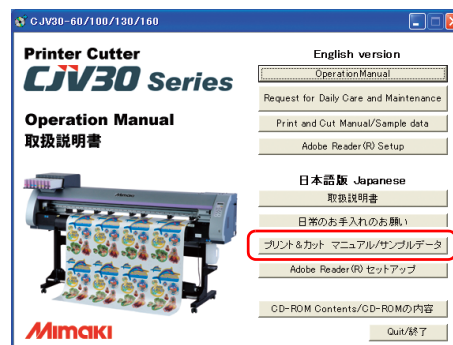 CJV30-60/100/130/160
Printer Cutter
CJV30 Series
Operation Manual
取扱説明書
Mimaki
English version
OperationManual
Request for Daily Care and Maintenance
Print and Cut Manual/Sample data
Adobe Reader(R) Setup
日本語版 Japanese
取扱説明書
日常のお手入れのお願い
プリント＆カット マニュアル/サンプルデータ
Adobe Reader(R) セットアップ
CD-ROM Contents/CD-ROMの内容
Quit/終了